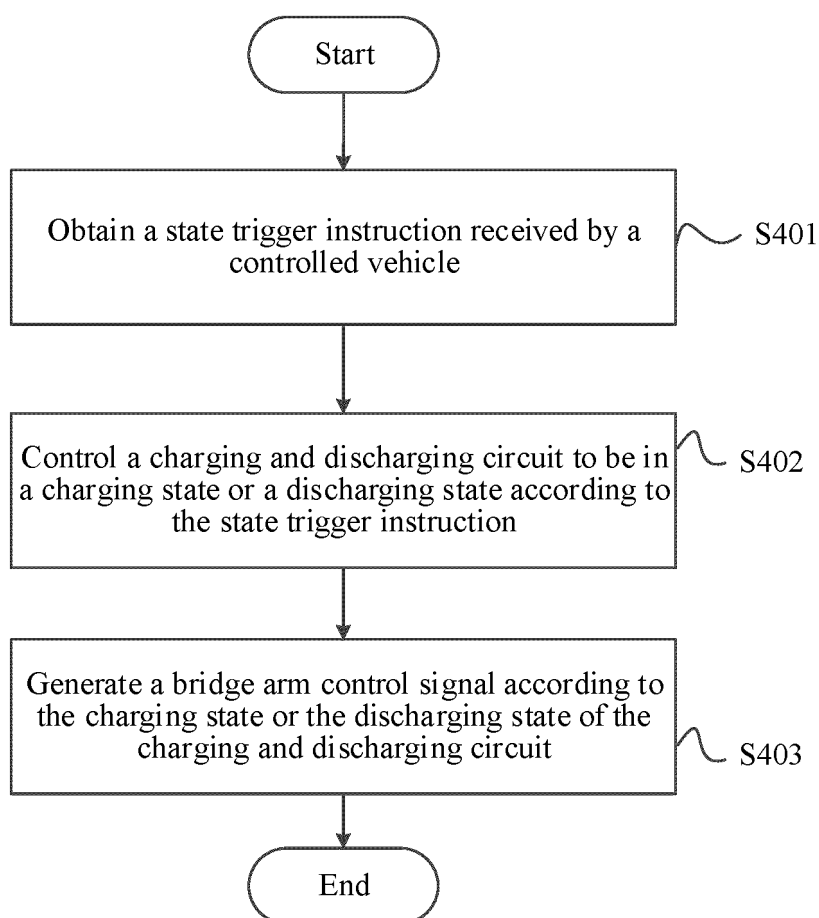 Start
Obtain a state trigger instruction received by a
controlled vehicle
S401
Control a charging and discharging circuit to be in
a charging state or a discharging state according to
the state trigger instruction
S402
Generate a bridge arm control signal according to
the charging state or the discharging state of the
charging and discharging circuit
S403
End